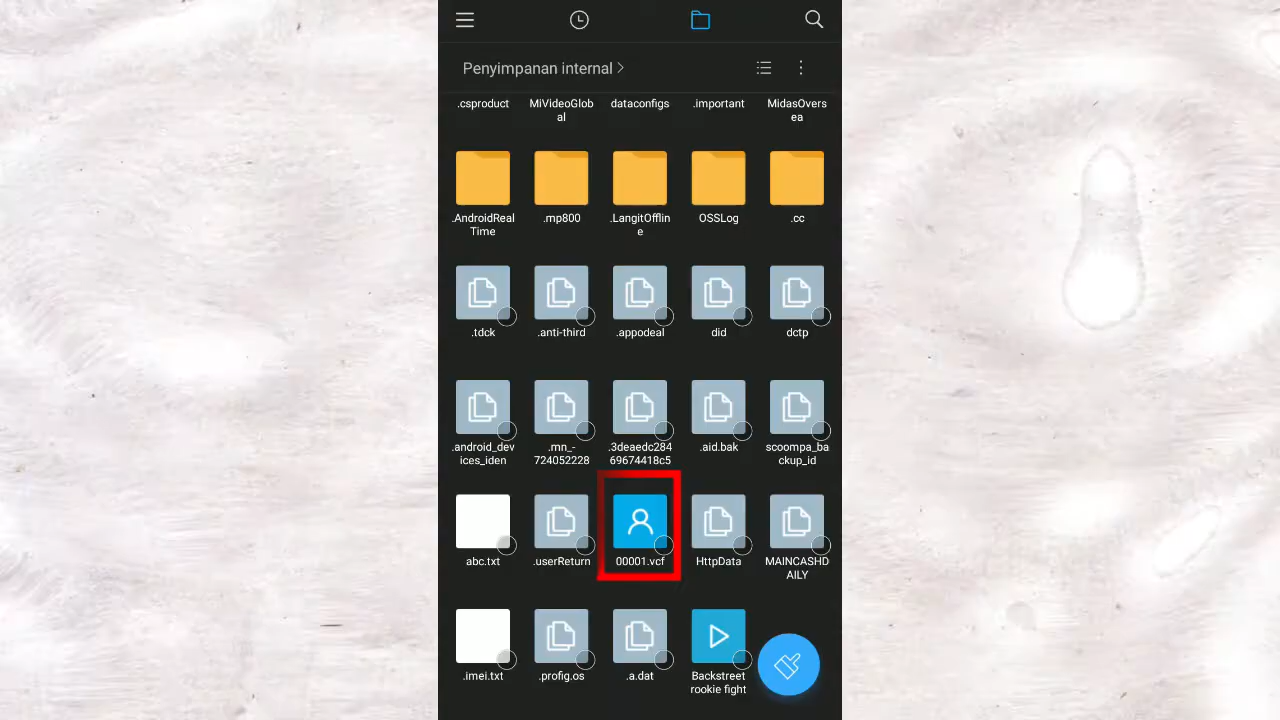 Penyimpanan internal >
.csproduct
MiVideoGlob
al
dataconfigs
.important
MidasOvers
ea
.AndroidReal
Time
.mp800
.LangitOfflin
e
OSSLog
.cc
.tdck
.anti-third
.appodeal
did
dctp
.android_dev
ices_iden
.mn_-
724052228
.3deaedc284
69674418c5
.aid.bak
scoompa_ba
ckup_id
abc.txt
.userReturn
00001.vcf
HttpData
MAINCASHD
AILY
.imei.txt
.profig.os
.a.dat
Backstreet
rookie fight